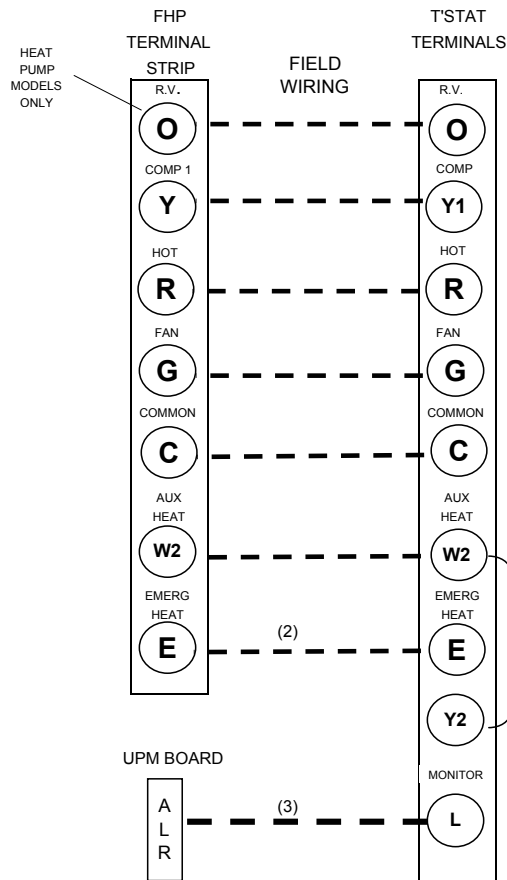 FHP
TERMINAL
STRIP
FIELD
WIRING
T'STAT
TERMINALS
HEAT
PUMP
MODELS
ONLY
R.V.
O
R.V.
O
COMP 1
Y
COMP
Y1
HOT
R
HOT
R
FAN
G
FAN
G
COMMON
C
COMMON
C
AUX
HEAT
W2
AUX
HEAT
W2
EMERG
HEAT
E
(2)
EMERG
HEAT
E
Y2
UPM BOARD
A
L
R
(3)
MONITOR
L